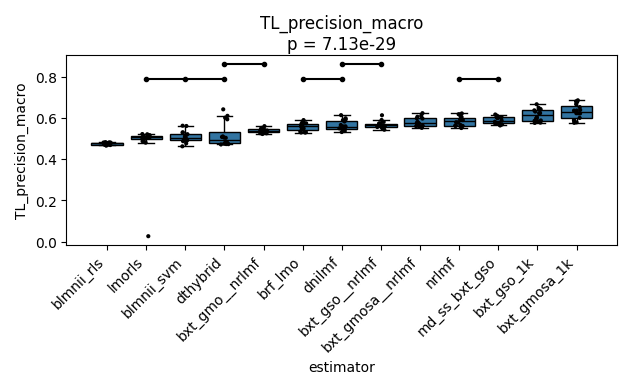 TL_precision_macro
p = 7.13e-29
TL_precision_macro
0.8
0.6
0.4
0.2
0.0
blmnii_rls
lmorls
blmnii_svm
dthybrid
bxt_gmo__nrlmf
brf_lmo
dnilmf
bxt_gso__nrlmf
bxt_gmosa__nrlmf
nrlmf
md_ss_bxt_gso
bxt_gso_1k
bxt_gmosa_1k
estimator